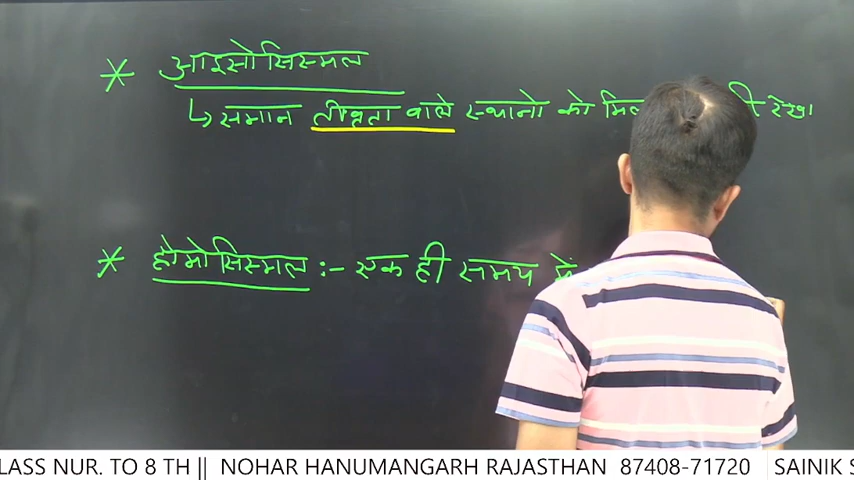 * आइसोसिस्मल
↳ समान तीव्रता वाले स्थानो को रेखा
* होमोसिस्मल :- एक ही समय में
LASS NUR. TO 8 TH || NOHAR HANUMANGARH RAJASTHAN 87408-71720 SAINIK S